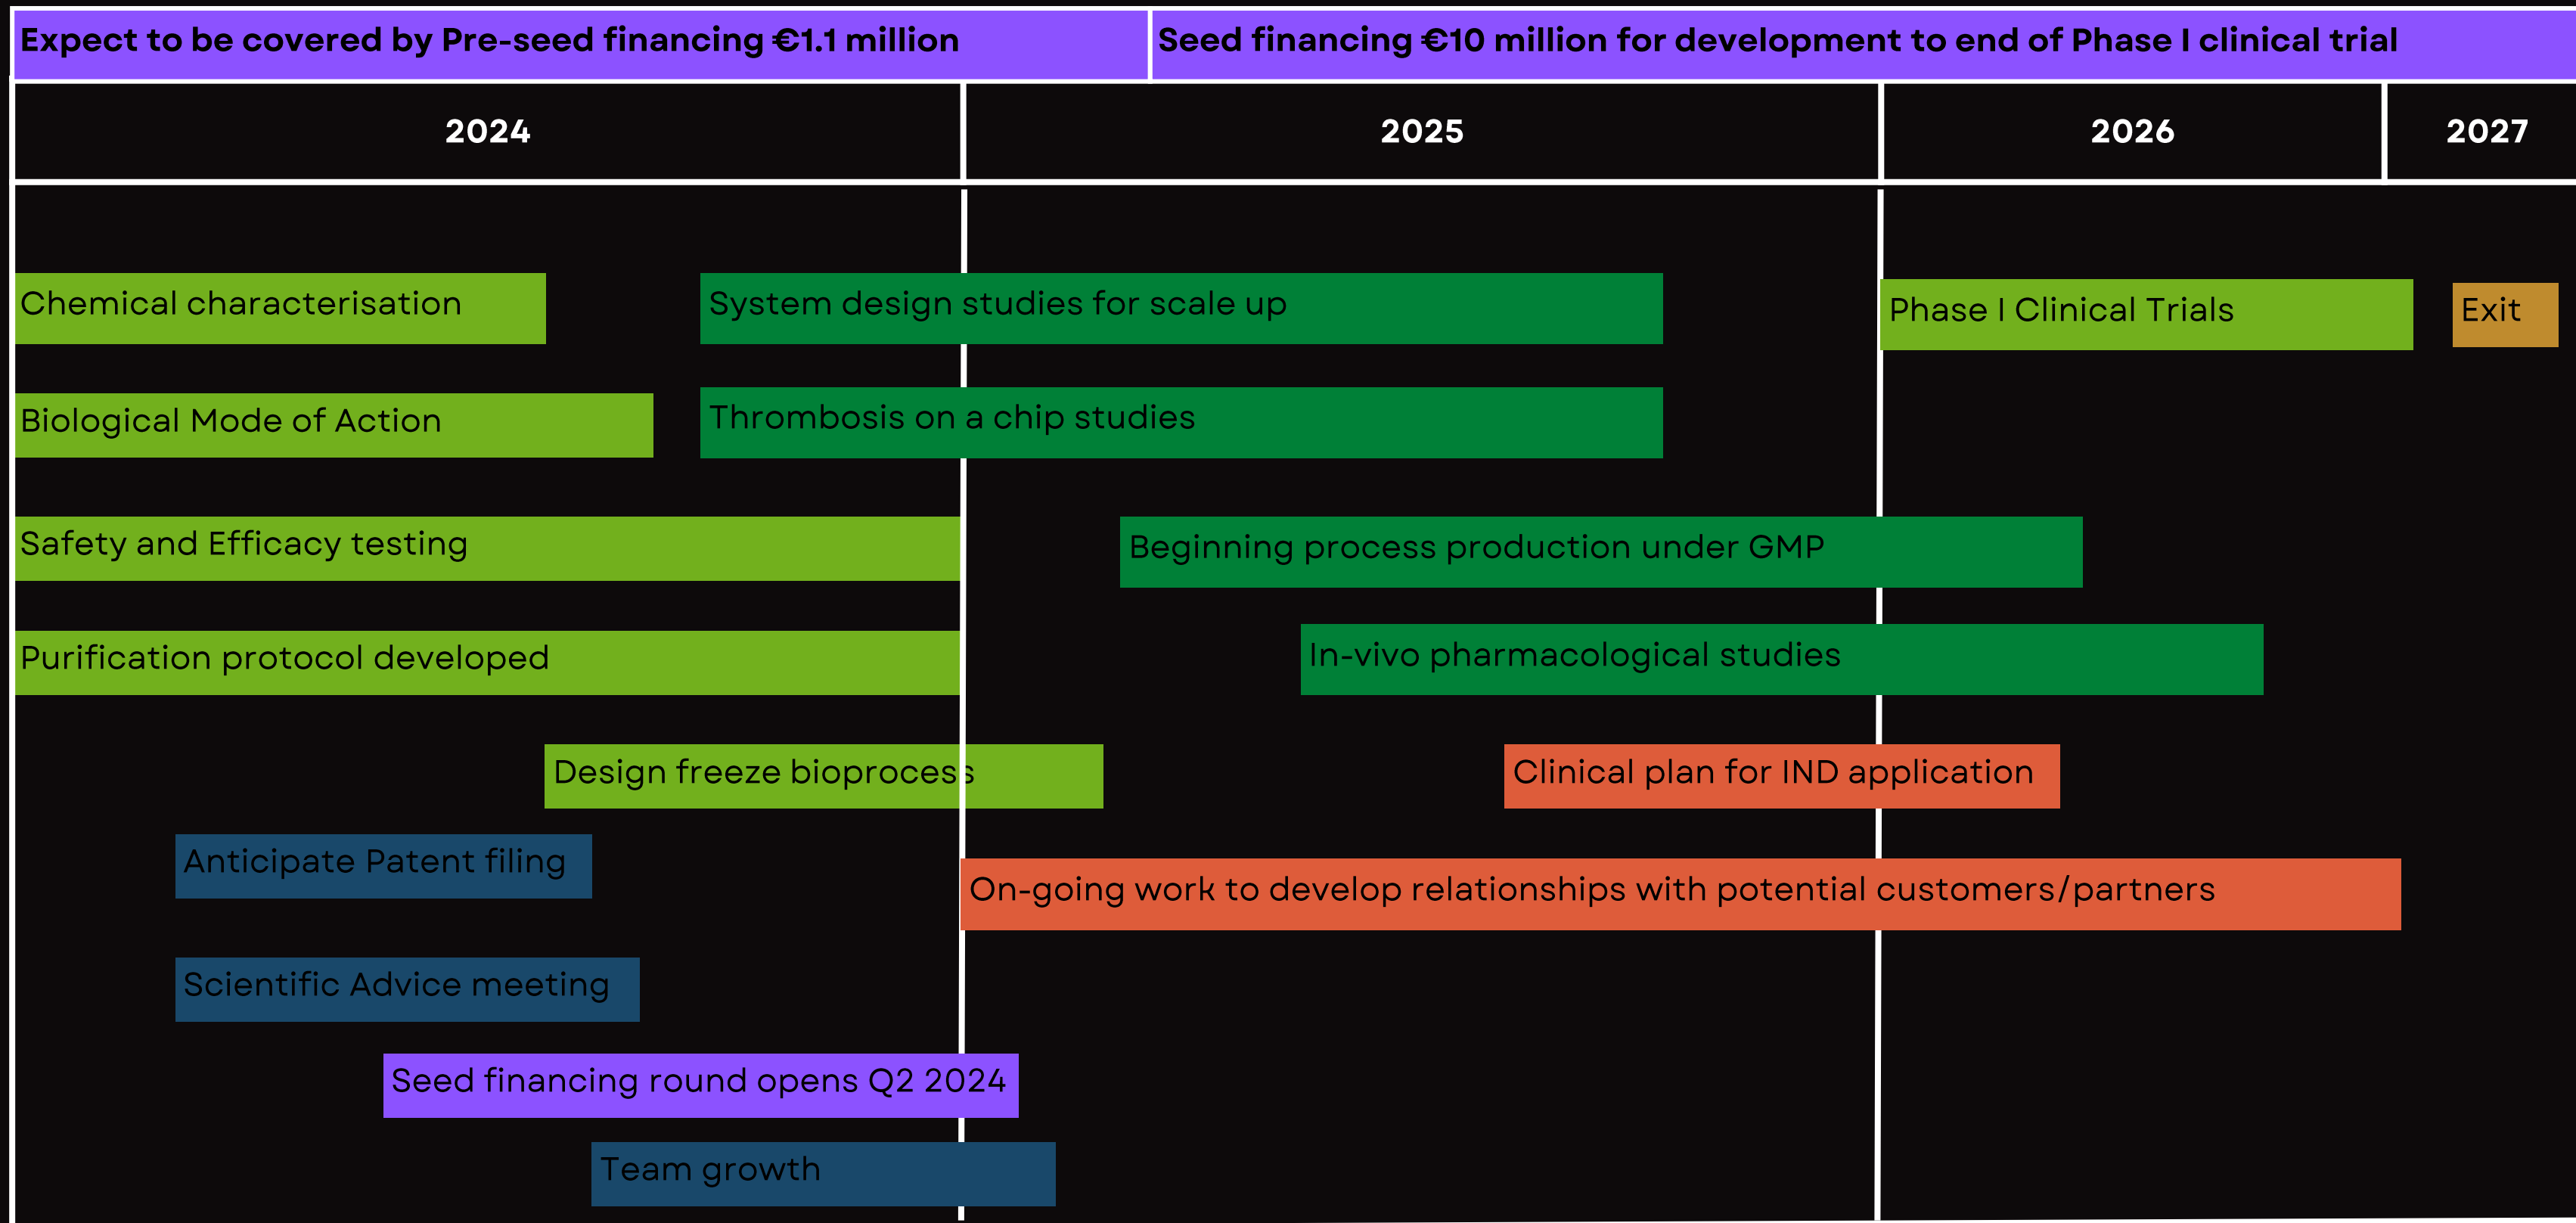 Expect to be covered by Pre-seed financing €1.1 million
Seed financing €10 million for development to end of Phase I clinical trial
2024
2025
2026
2027
Chemical characterisation
System design studies for scale up
Phase I Clinical Trials
Exit
Biological Mode of Action
Thrombosis on a chip studies
Safety and Efficacy testing
Beginning process production under GMP
Purification protocol developed
In-vivo pharmacological studies
Design freeze bioprocess
Clinical plan for IND application
Anticipate Patent filing
On-going work to develop relationships with potential customers/partners
Scientific Advice meeting
Seed financing round opens Q2 2024
Team growth